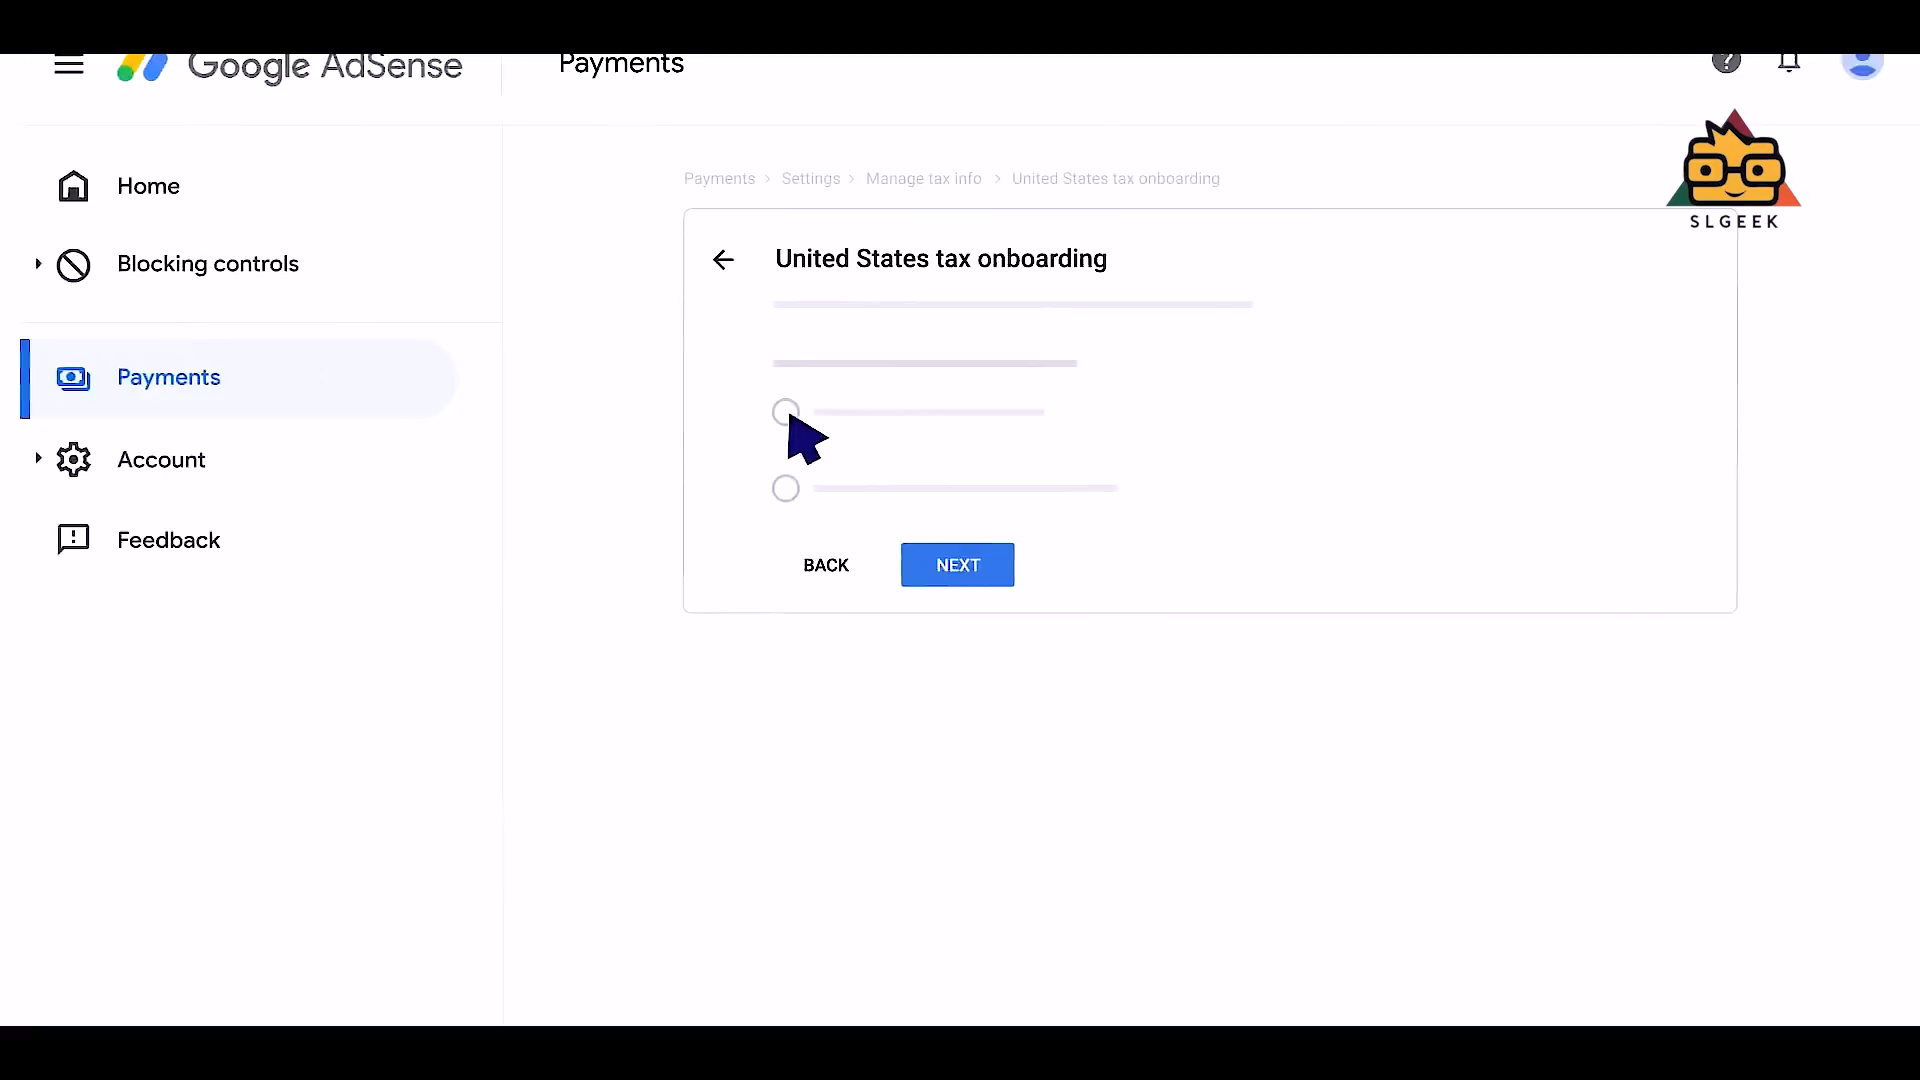 Google AdSense
Payments
Home
Blocking controls
Payments
Account
Feedback
SLGEEK
Payments > Settings > Manage tax info > United States tax onboarding
United States tax onboarding
BACK
NEXT